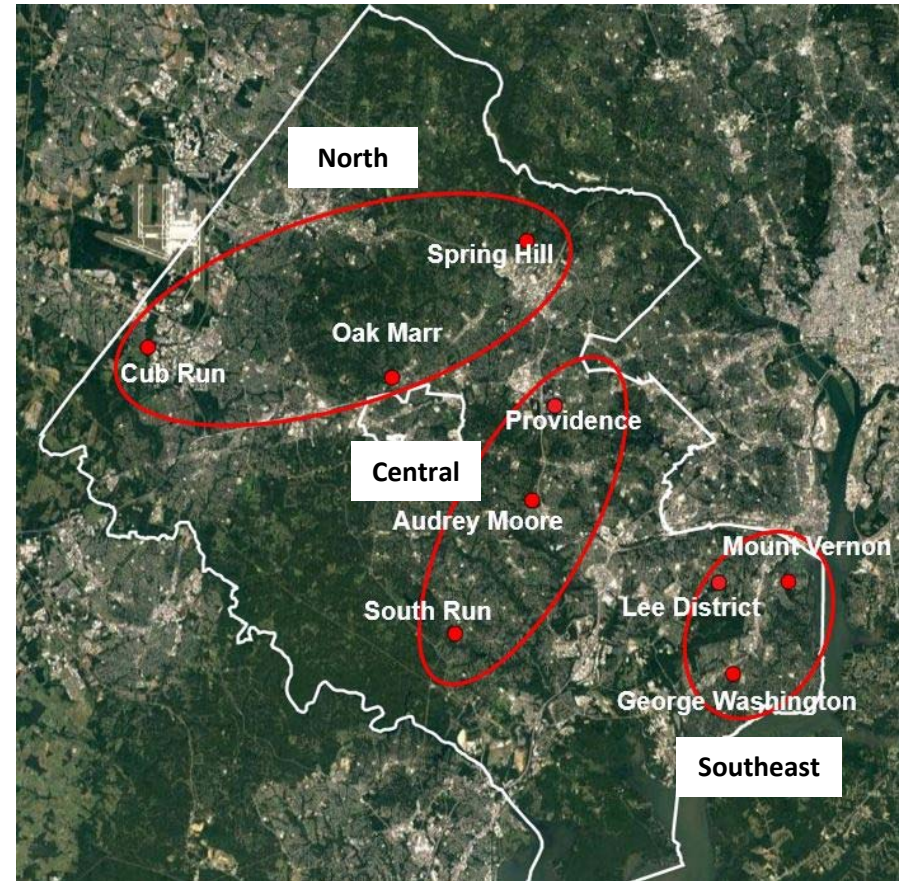 North
Spring Hill
Oak Marr
Cub Run
Providence
Central
Audrey Moore
Mount Vernon
Lee District
South Run
George Washington
Southeast